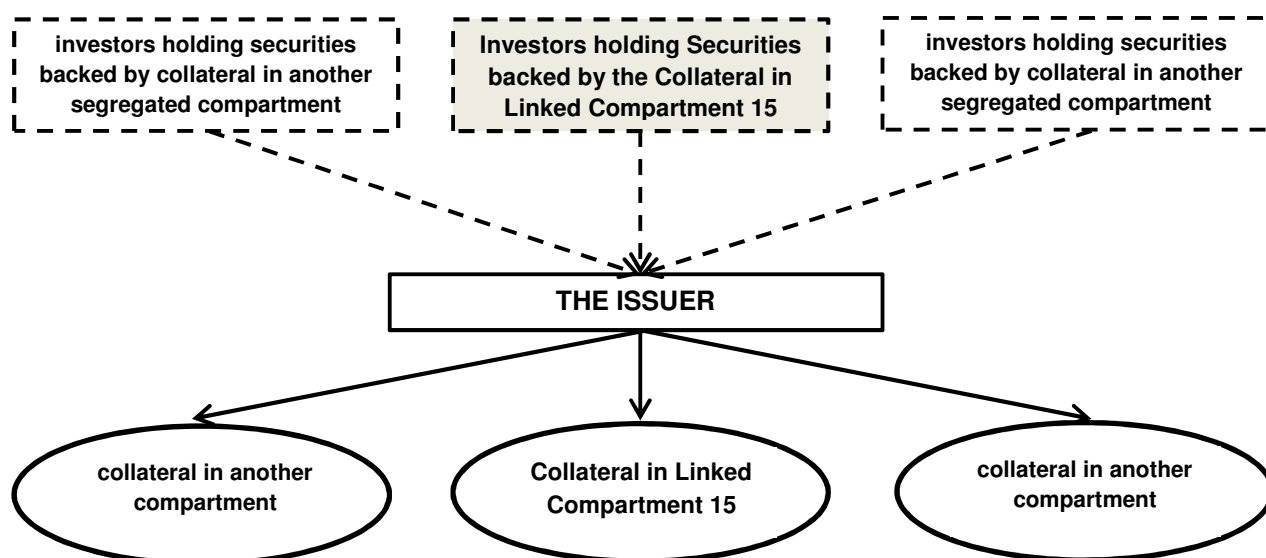 investors holding securities
backed by collateral in another
segregated compartment
Investors holding Securities
backed by the Collateral in
Linked Compartment 15
investors holding securities
backed by collateral in another
segregated compartment
THE ISSUER
collateral in another
compartment
Collateral in Linked
Compartment 15
collateral in another
compartment